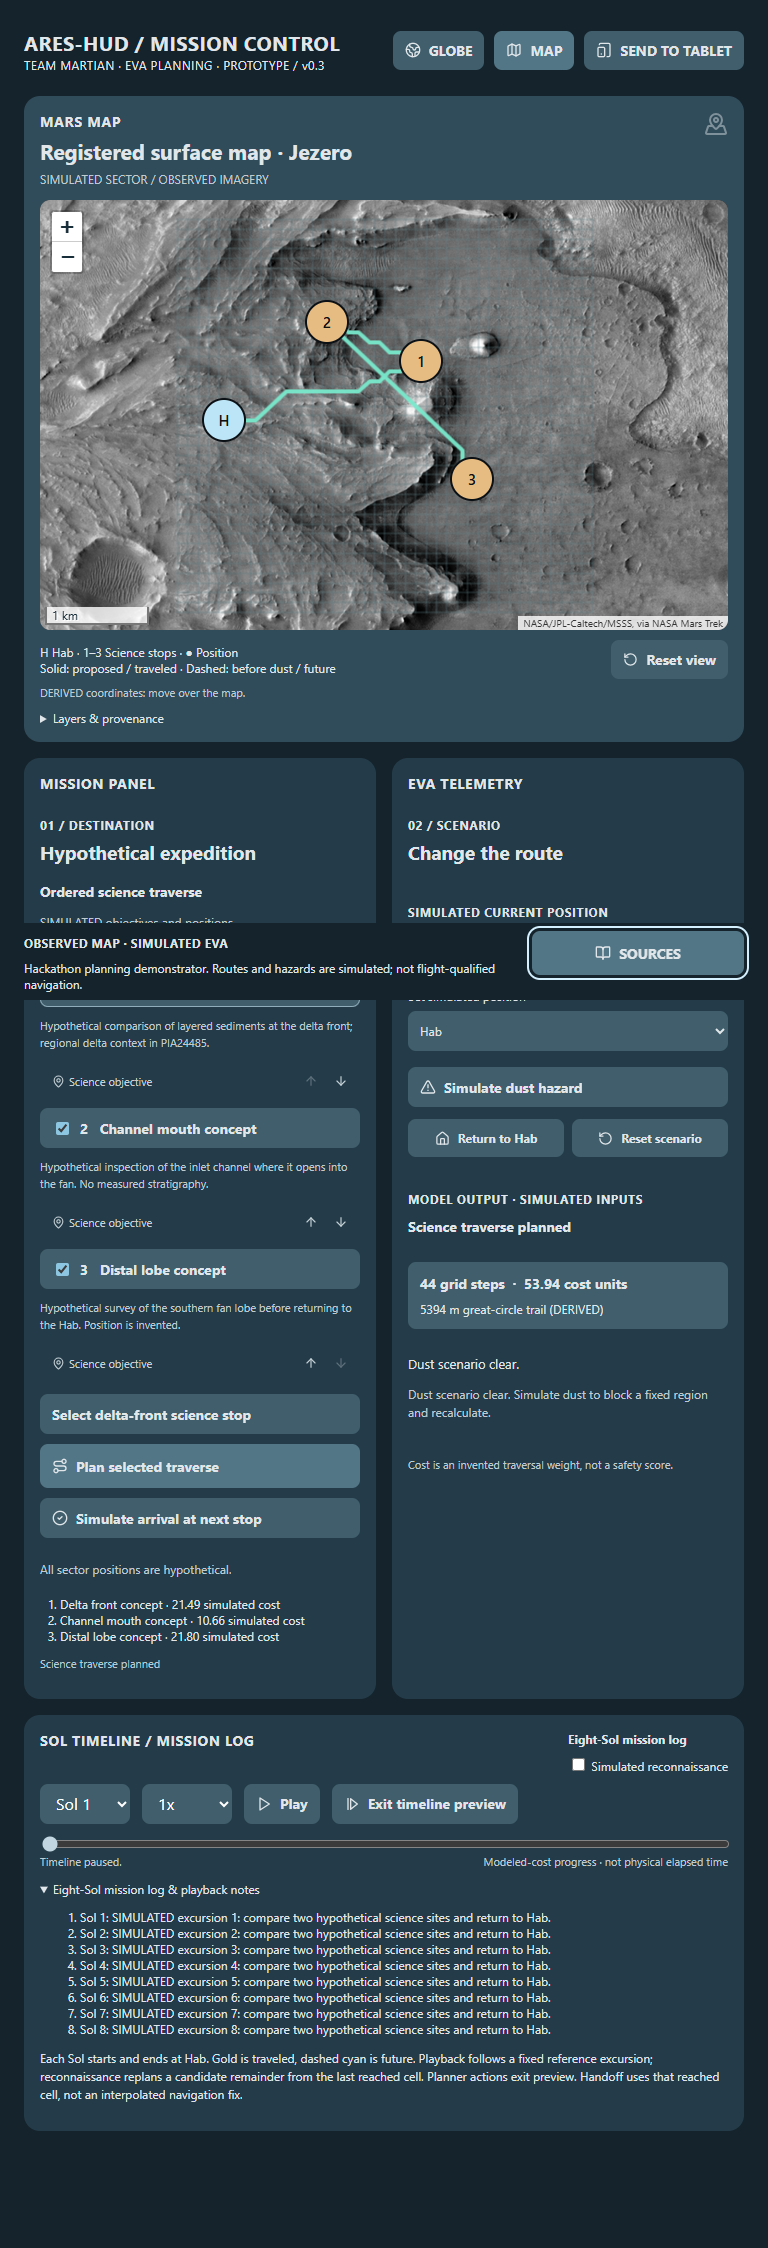 ARES-HUD / MISSION CONTROL
TEAM MARTIAN · EVA PLANNING · PROTOTYPE / v0.3
GLOBE
MAP
SEND TO TABLET
MARS MAP
Registered surface map · Jezero
SIMULATED SECTOR / OBSERVED IMAGERY
+
−
2
1
H
3
1 km
NASA/JPL-Caltech/MSSS, via NASA Mars Trek
H Hab · 1–3 Science stops · ● Position
Solid: proposed / traveled · Dashed: before dust / future
Reset view
DERIVED coordinates: move over the map.
Layers & provenance
MISSION PANEL
01 / DESTINATION
Hypothetical expedition
Ordered science traverse
SIMULATED objectives and positions
EVA TELEMETRY
02 / SCENARIO
Change the route
SIMULATED CURRENT POSITION
OBSERVED MAP · SIMULATED EVA
Hackathon planning demonstrator. Routes and hazards are simulated; not flight-qualified
navigation.
SOURCES
Hypothetical comparison of layered sediments at the delta front;
regional delta context in PIA24485.
Science objective
2 Channel mouth concept
Hypothetical inspection of the inlet channel where it opens into
the fan. No measured stratigraphy.
Science objective
3 Distal lobe concept
Hypothetical survey of the southern fan lobe before returning to
the Hab. Position is invented.
Science objective
Select delta-front science stop
Plan selected traverse
Simulate arrival at next stop
All sector positions are hypothetical.
1. Delta front concept · 21.49 simulated cost
2. Channel mouth concept · 10.66 simulated cost
3. Distal lobe concept · 21.80 simulated cost
Science traverse planned
Hab
Simulate dust hazard
Return to Hab
Reset scenario
MODEL OUTPUT · SIMULATED INPUTS
Science traverse planned
44 grid steps · 53.94 cost units
5394 m great-circle trail (DERIVED)
Dust scenario clear.
Dust scenario clear. Simulate dust to block a fixed region
and recalculate.
Cost is an invented traversal weight, not a safety score.
SOL TIMELINE / MISSION LOG
Eight-Sol mission log
Simulated reconnaissance
Sol 1
1x
Play
Exit timeline preview
Timeline paused.
Modeled-cost progress · not physical elapsed time
Eight-Sol mission log & playback notes
1. Sol 1: SIMULATED excursion 1: compare two hypothetical science sites and return to Hab.
2. Sol 2: SIMULATED excursion 2: compare two hypothetical science sites and return to Hab.
3. Sol 3: SIMULATED excursion 3: compare two hypothetical science sites and return to Hab.
4. Sol 4: SIMULATED excursion 4: compare two hypothetical science sites and return to Hab.
5. Sol 5: SIMULATED excursion 5: compare two hypothetical science sites and return to Hab.
6. Sol 6: SIMULATED excursion 6: compare two hypothetical science sites and return to Hab.
7. Sol 7: SIMULATED excursion 7: compare two hypothetical science sites and return to Hab.
8. Sol 8: SIMULATED excursion 8: compare two hypothetical science sites and return to Hab.
Each Sol starts and ends at Hab. Gold is traveled, dashed cyan is future. Playback follows a fixed reference excursion;
reconnaissance replans a candidate remainder from the last reached cell. Planner actions exit preview. Handoff uses that reached
cell, not an interpolated navigation fix.